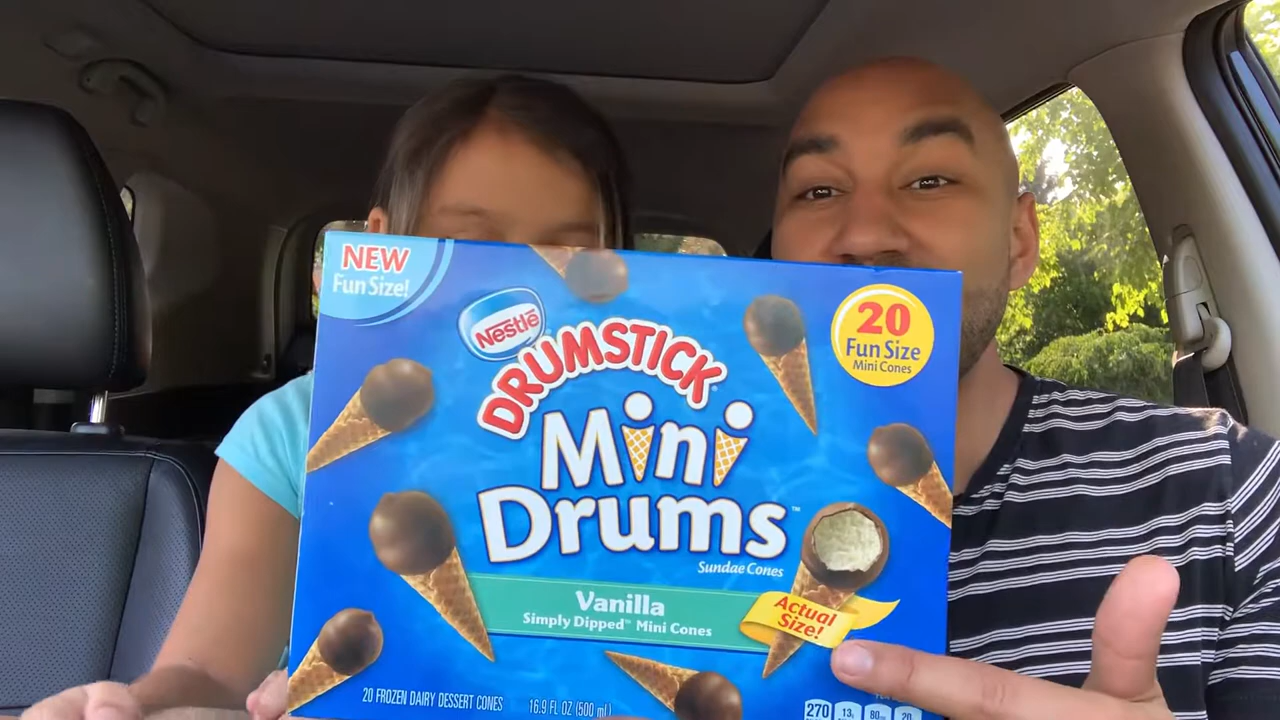 NEW
Fun Size!
Nestlé
DRUMSTICK
Mini
Drums™
Sundae Cones
20
Fun Size
Mini Cones
Vanilla
Simply Dipped™ Mini Cones
Actual
Size!
20 FROZEN DAIRY DESSERT CONES
16.9 FL OZ (500 mL)
270